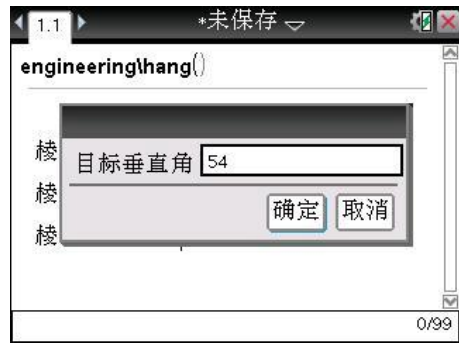 1.1 *未保存
engineering\hang()
棱
目标垂直角 54
棱
确定 取消
棱
0/99